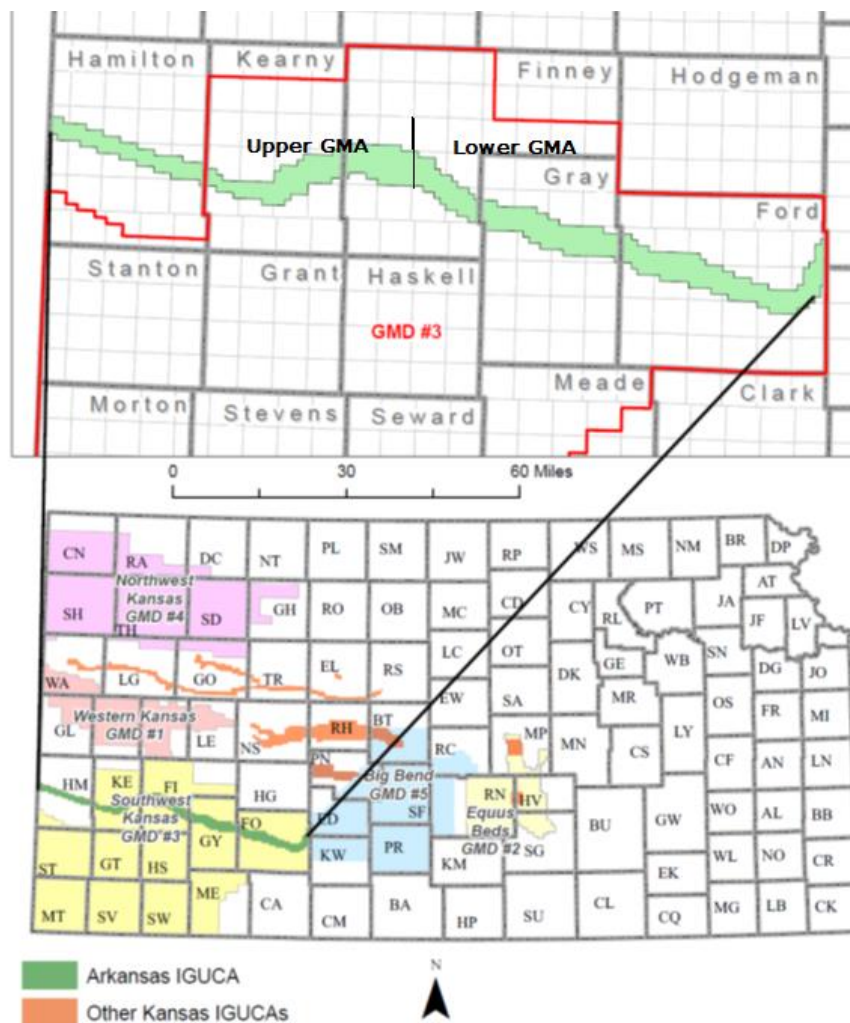 Hamilton Kearny Finney Hodgeman
Upper GMA Lower GMA
Gray
Ford
Stanton Grant Haskell
GMD #3
Meade Clark
Morton Stevens Seward
0 30 60 Miles
CN RA DC NT PL SM JW RP WS MS NM BR DP
Northwest
Kansas
GMD #4
SH TH SD GH RO OB MC CD CY RL PT JA AT JF LV
WA LG GO TR EL RS LC EW OT SA DK GE WB SN DG JO
Western Kansas
GMD #1
GL LE NS RH BT RC MP MN MR CS LY OS FR MI
PN
Big Bend
GMD #5
HM KE FI HG ED SF RN HV CF AN LN
Southwest
Kansas
GMD #3
Equus
Beds
GMD #2
GY FO KW PR KM SG BU GW WO AL BB
ST GT HS ME EK WL NO CR
MT SV SW CA CM BA HP SU CL CQ MG LB CK
N
Arkansas IGUCA
Other Kansas IGUCAs